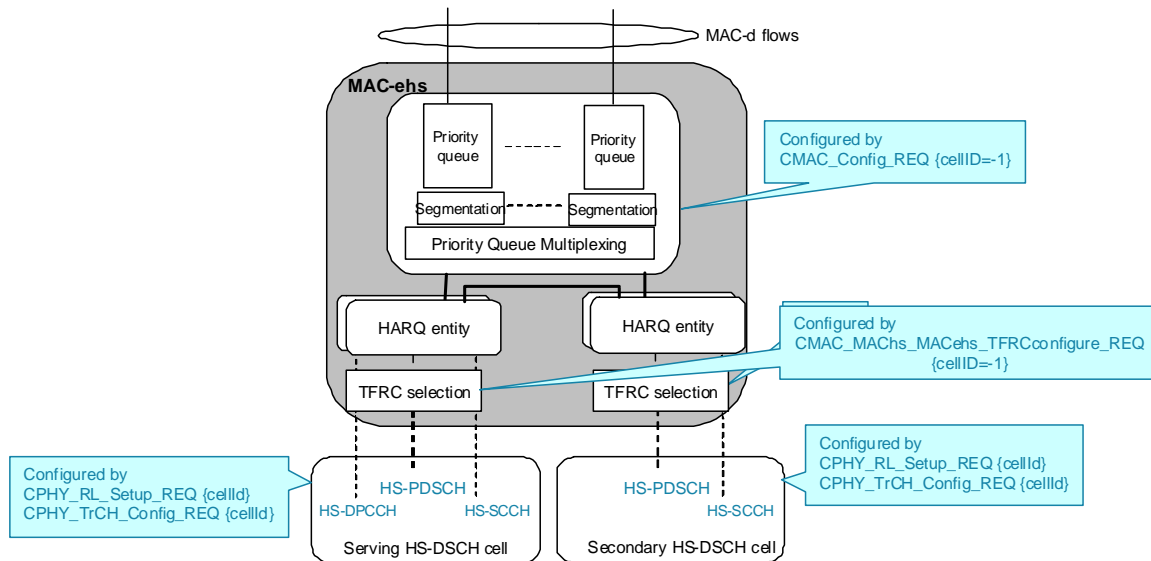 MAC-d flows
MAC-ehs
Priority
queue
Priority
queue
Configured by
CMAC_Config_REQ {cellID=-1}
Segmentation
Segmentation
Priority Queue Multiplexing
HARQ entity
HARQ entity
Configured by
CMAC_MAChs_MACehs_TFRCconfigure_REQ
{cellID=-1}
TFRC selection
TFRC selection
Configured by
CPHY_RL_Setup_REQ {cellId}
CPHY_TrCH_Config_REQ {cellId}
Configured by
CPHY_RL_Setup_REQ {cellId}
CPHY_TrCH_Config_REQ {cellId}
HS-PDSCH
HS-DPCCH
HS-SCCH
Serving HS-DSCH cell
HS-PDSCH
HS-SCCH
Secondary HS-DSCH cell